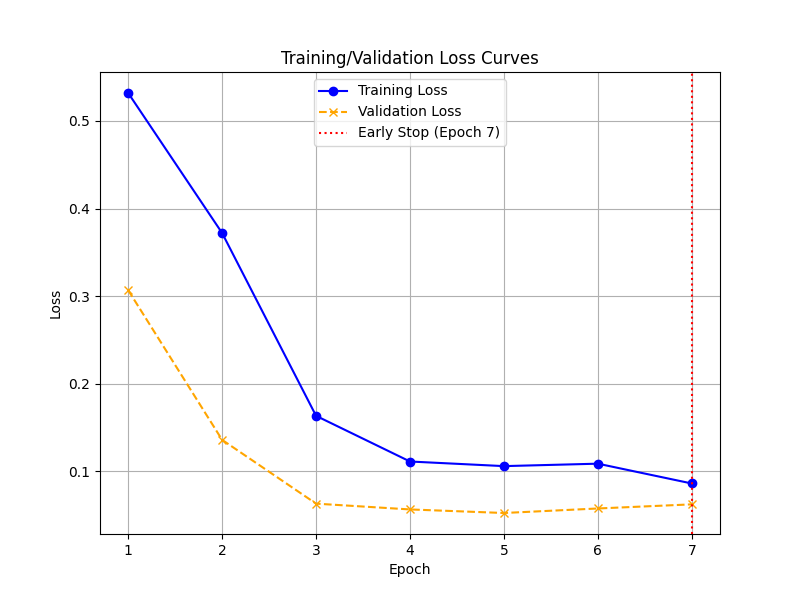 Training/Validation Loss Curves
Training Loss
Validation Loss
Early Stop (Epoch 7)
Loss
0.5
0.4
0.3
0.2
0.1
1 2 3 4 5 6 7
Epoch